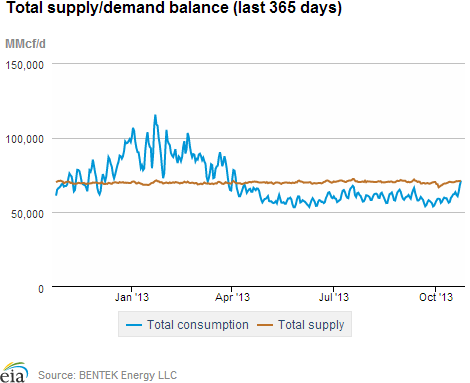 Total supply/demand balance (last 365 days)
MMcf/d
150,000
100,000
50,000
0
Jan '13 Apr '13 Jul '13 Oct '13
Total consumption Total supply
eia Source: BENTEK Energy LLC